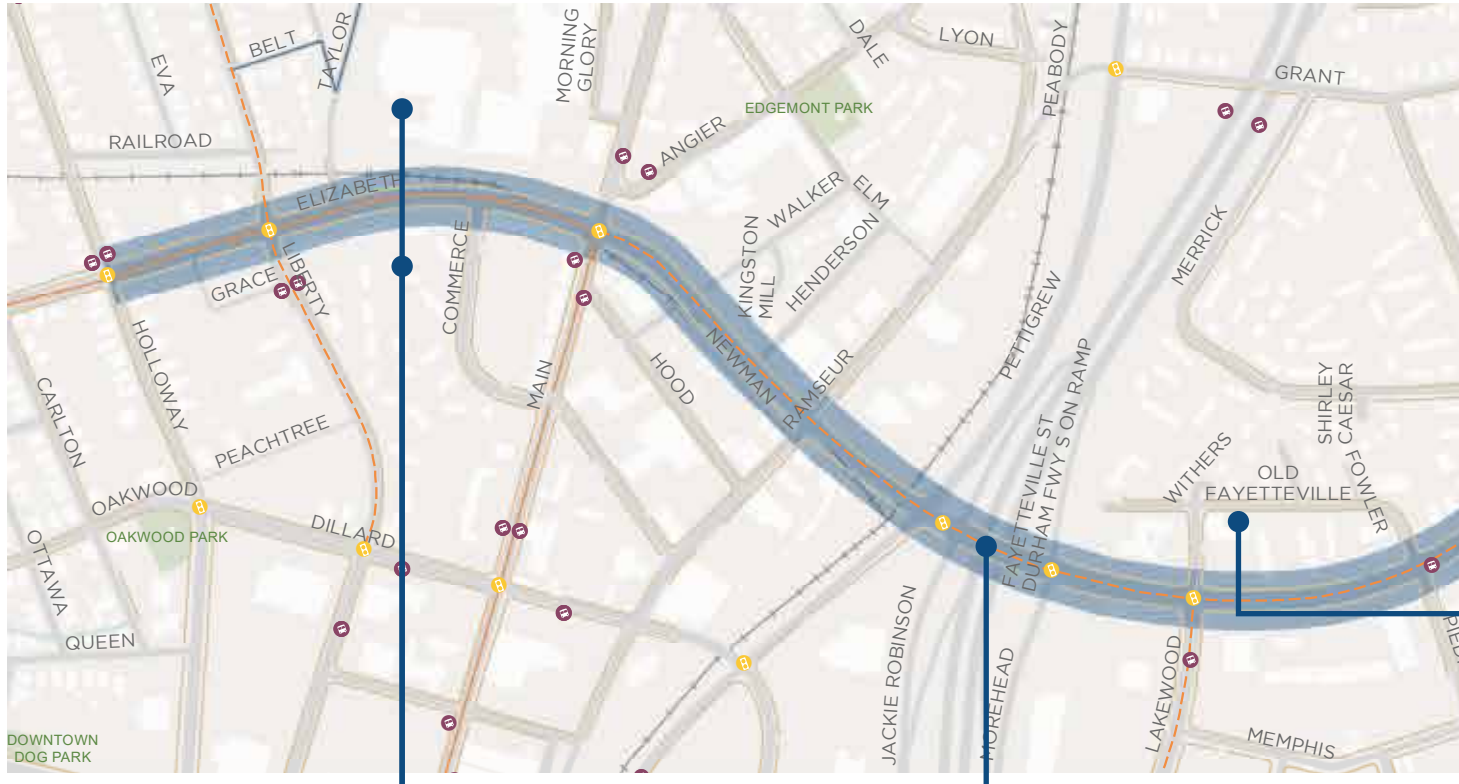 EVA
BELT
TAYLOR
MORNING
GLORY
DALE
LYON
PEABODY
GRANT
EDGEMONT PARK
RAILROAD
ANGIER
ELIZABETH
WALKER
ELM
LIBERTY
GRACE
COMMERCE
KINGSTON
MILL
HENDERSON
MERRICK
PETTIGREW
HOLLOWAY
CARLTON
MAIN
HOOD
NEWMAN
RAMSEUR
SHIRLEY
CAESAR
PEACHTREE
FAYETTEVILLE ST
DURHAM FWY S ON RAMP
WITHERS
OLD
FAYETTEVILLE
FOWLER
OAKWOOD
OAKWOOD PARK
DILLARD
OTTAWA
QUEEN
JACKIE ROBINSON
MOREHEAD
LAKEWOOD
PIED
MEMPHIS
DOWNTOWN
DOG PARK